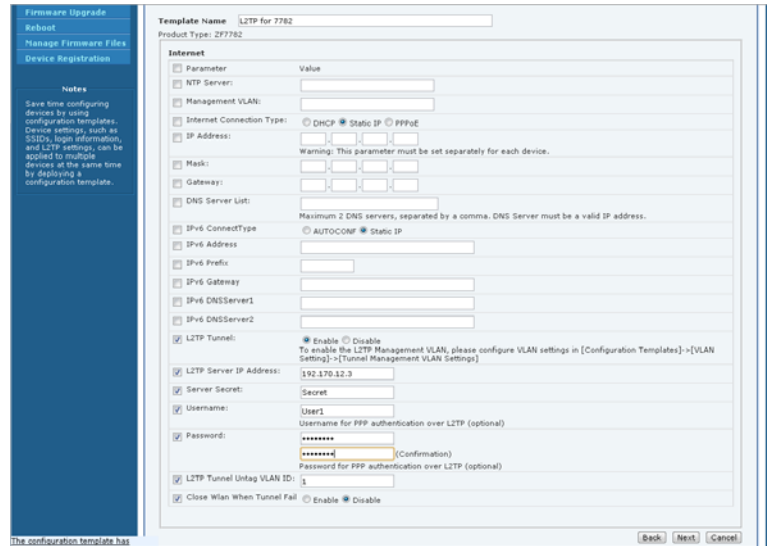 Firmware Upgrade
Reboot
Manage Firmware Files
Device Registration
Notes
Save time configuring
devices by using
configuration templates.
Device settings, such as
SSIDs, login information,
and L2TP settings, can be
applied to multiple
devices at the same time
by deploying a
configuration template.
The configuration template has
Template Name L2TP for 7782
Product Type: ZF7782
Internet
Parameter Value
NTP Server:
Management VLAN:
Internet Connection Type: DHCP Static IP PPPoE
IP Address: . . .
Warning: This parameter must be set separately for each device.
Mask: . . .
Gateway: . . .
DNS Server List:
Maximum 2 DNS servers, separated by a comma. DNS Server must be a valid IP address.
IPv6 ConnectType AUTOCONF Static IP
IPv6 Address
IPv6 Prefix
IPv6 Gateway
IPv6 DNSServer1
IPv6 DNSServer2
L2TP Tunnel: Enable Disable
To enable the L2TP Management VLAN, please configure VLAN settings in [Configuration Templates]->[VLAN
Setting]->[Tunnel Management VLAN Settings]
L2TP Server IP Address: 192.170.12.3
Server Secret: Secret
Username: User1
Username for PPP authentication over L2TP (optional)
Password: ••••••••
•••••••• (Confirmation)
Password for PPP authentication over L2TP (optional)
L2TP Tunnel Untag VLAN ID: 1
Close Wlan When Tunnel Fail Enable Disable
Back Next Cancel